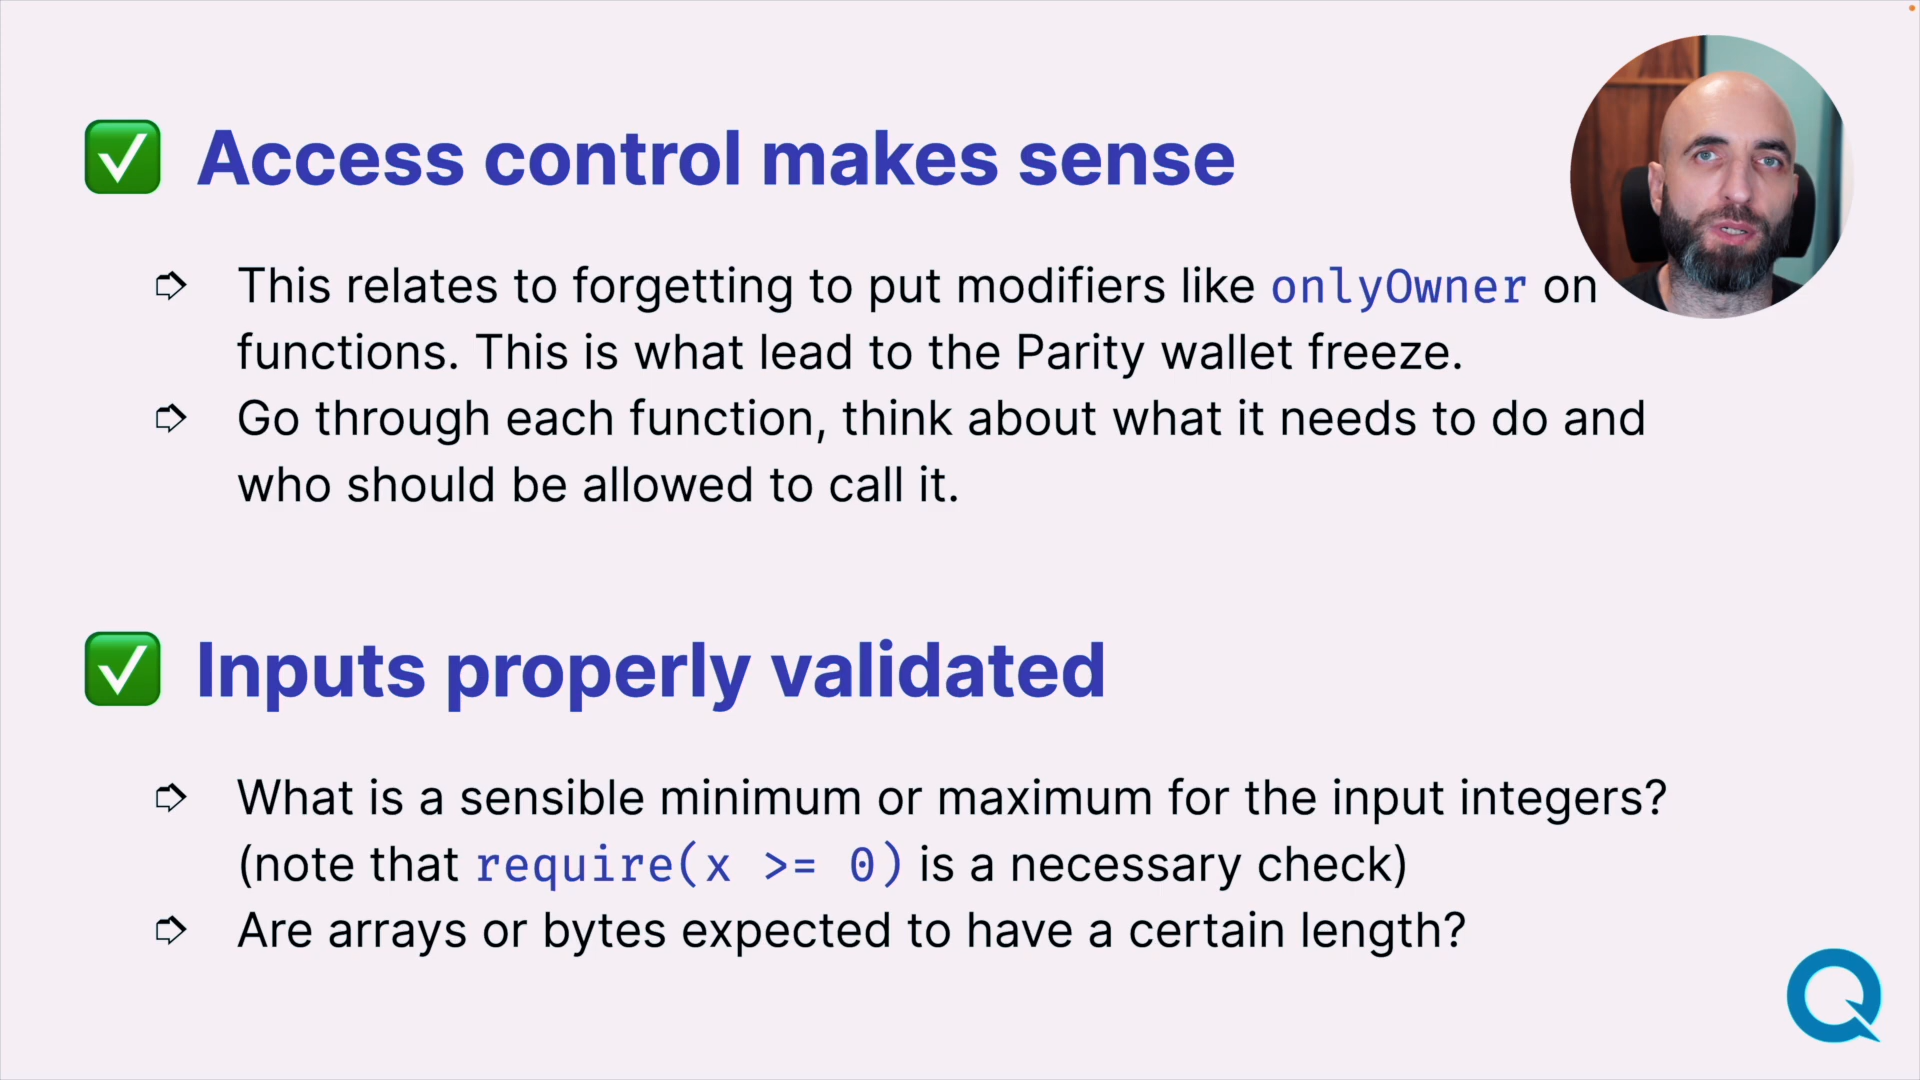 Access control makes sense
This relates to forgetting to put modifiers like onlyOwner on
functions. This is what lead to the Parity wallet freeze.
Go through each function, think about what it needs to do and
who should be allowed to call it.
Inputs properly validated
What is a sensible minimum or maximum for the input integers?
(note that require(x >= 0) is a necessary check)
Are arrays or bytes expected to have a certain length?